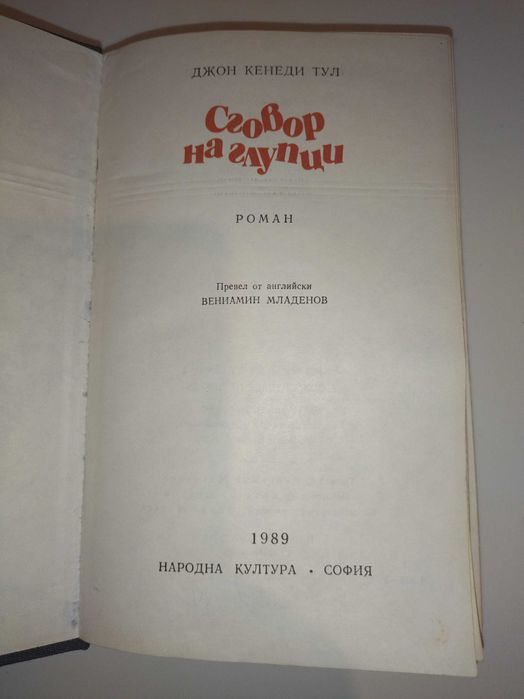 ДЖОН КЕНЕДИ ТУЛ
Сговор
на глупци
РОМАН
Превел от английски
ВЕНИАМИН МЛАДЕНОВ
1989
НАРОДНА КУЛТУРА • СОФИЯ